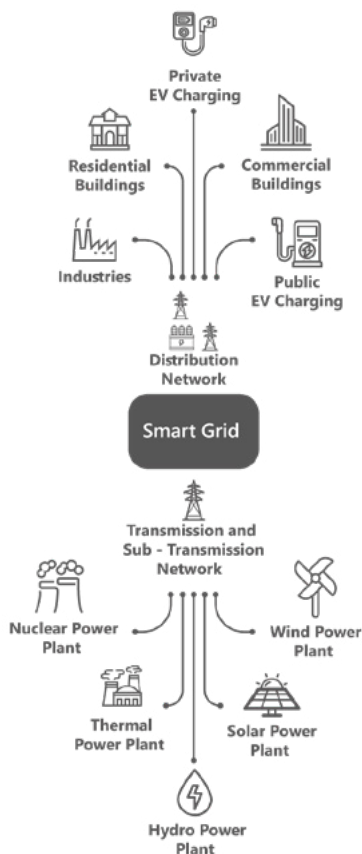 Private
EV Charging
Residential
Buildings
Commercial
Buildings
Industries
Public
EV Charging
Distribution
Network
Smart Grid
Transmission and
Sub - Transmission
Network
Nuclear Power
Plant
Wind Power
Plant
Thermal
Power Plant
Solar Power
Plant
Hydro Power
Plant